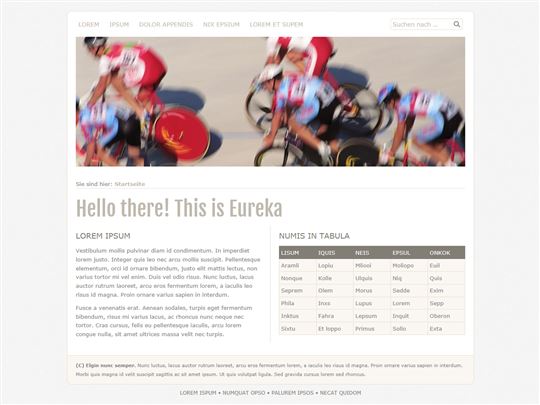 LOREM IPSUM DOLOR APPENDIS NIX EPSIUM LOREM ET SUPEM
Suchen nach ...
Sie sind hier: Startseite
Hello there! This is Eureka
LOREM IPSUM
Vestibulum mollis pulvinar diam id condimentum. In imperdiet
lorem justo. Integer quis leo nec arcu mollis suscipit. Pellentesque
elementum, orci id ornare bibendum, justo elit mattis lectus, non
varius tortor mi vel enim. Duis vel odio risus. Nunc luctus, lacus
auctor rutrum laoreet, arcu eros fermentum lorem, a iaculis leo
risus id magna. Proin ornare varius sapien in interdum.
Fusce a venenatis erat. Aenean sodales, turpis eget fermentum
bibendum, risus mi varius lacus, ac rhoncus nunc neque nec
tortor. Cras cursus, felis eu pellentesque iaculis, arcu lorem
congue nulla, sit amet ultricies massa velit nec turpis.
NUMIS IN TABULA
LISUM IQUIS NEIS EPSIUL ONKOK
Aramli Loplu Mliooi Moliopo Euil
Nonque Kolle Ulquis Niq Quis
Seprem Olem Morus Sedde Exim
Phila Inxs Lupus Lorem Sepp
Inktus Fahra Lepsum Inquit Oberon
Sixtu Et loppo Primus Sollo Exta
(C) Eligin nunc semper. Nunc luctus, lacus auctor rutrum laoreet, arcu eros fermentum lorem, a iaculis leo risus id magna. Proin ornare varius sapien in interdum.
Morbi quis magna id velit suscipit sagittis ac sit amet ipsum. Ut quis volutpat ligula. Sed gravida cursus lorem sed rhoncus.
LOREM ISPUM • NUMQUAT OPSO • PALUREM IPSOS • NECAT QUIDOM